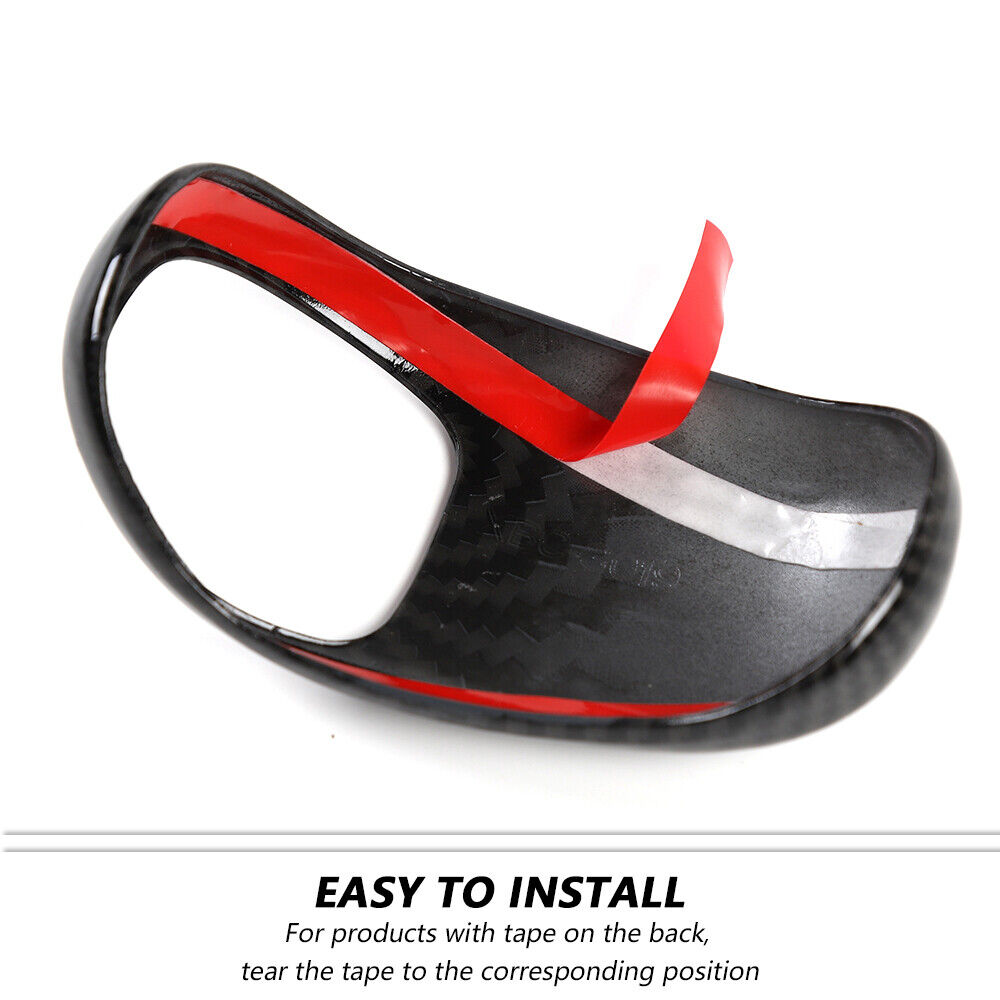 EASY TO INSTALL
For products with tape on the back,
tear the tape to the corresponding position